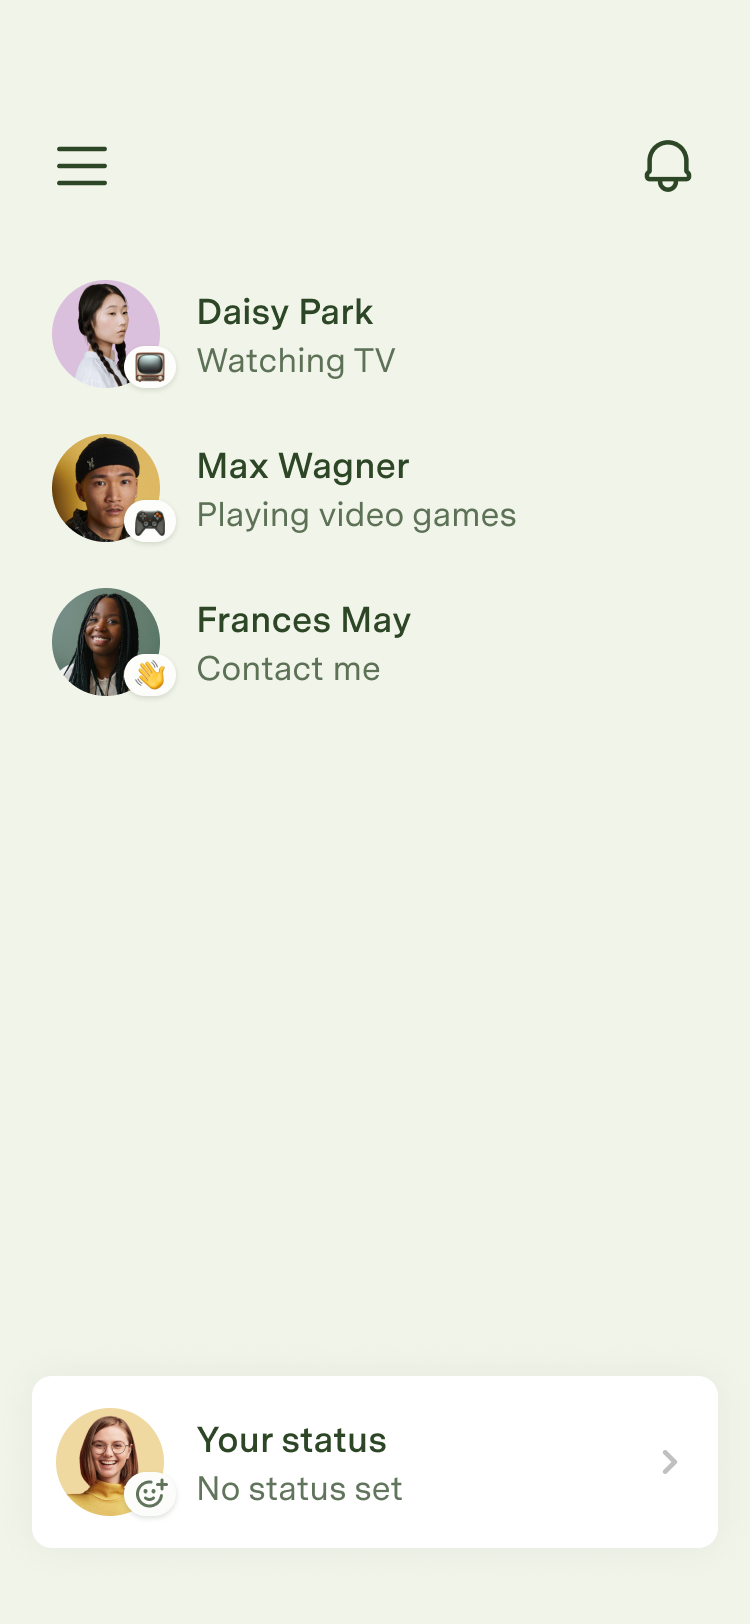 Daisy Park
Watching TV
Max Wagner
Playing video games
Frances May
Contact me
Your status
No status set